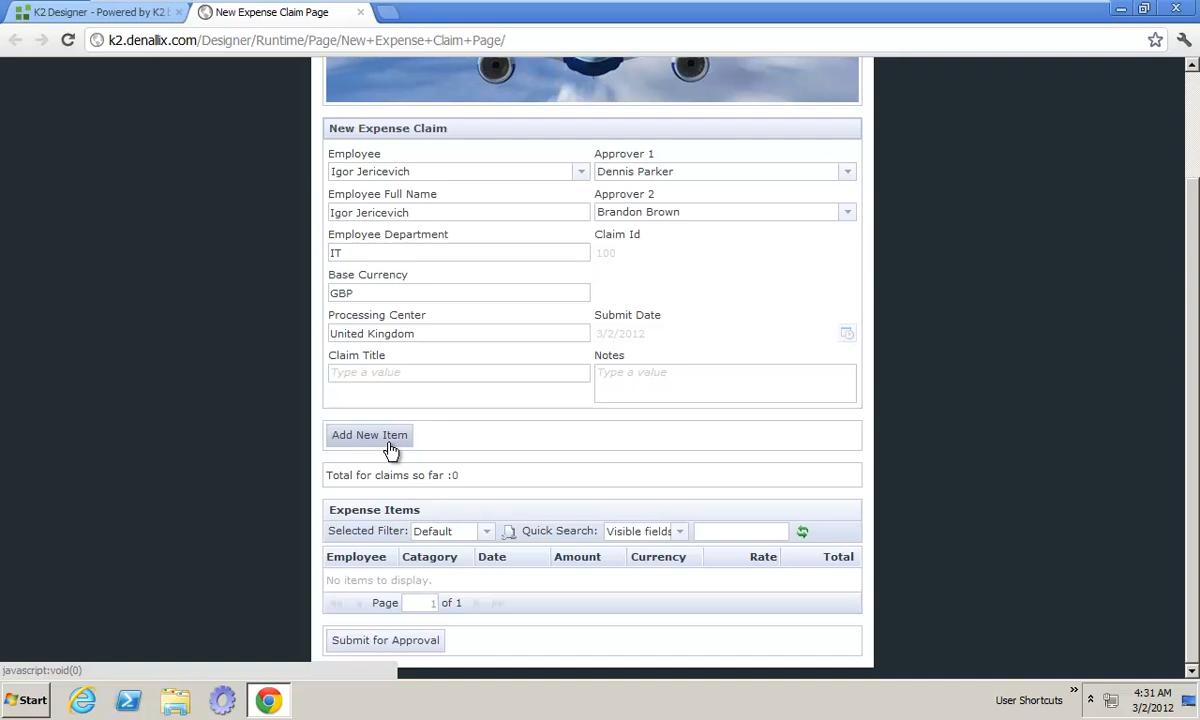 K2 Designer - Powered by K2
New Expense Claim Page
k2.denallix.com/Designer/Runtime/Page/New+Expense+Claim+Page/
New Expense Claim
Employee
Approver 1
Igor Jericevich
Dennis Parker
Employee Full Name
Approver 2
Igor Jericevich
Brandon Brown
Employee Department
Claim Id
IT
100
Base Currency
GBP
Processing Center
Submit Date
United Kingdom
3/2/2012
Claim Title
Notes
Type a value
Type a value
Add New Item
Total for claims so far :0
Expense Items
Selected Filter: Default Quick Search: Visible fields
Employee Catagory Date Amount Currency Rate Total
No items to display.
Page 1 of 1
Submit for Approval
javascript:void(0)
Start
User Shortcuts
4:31 AM
3/2/2012